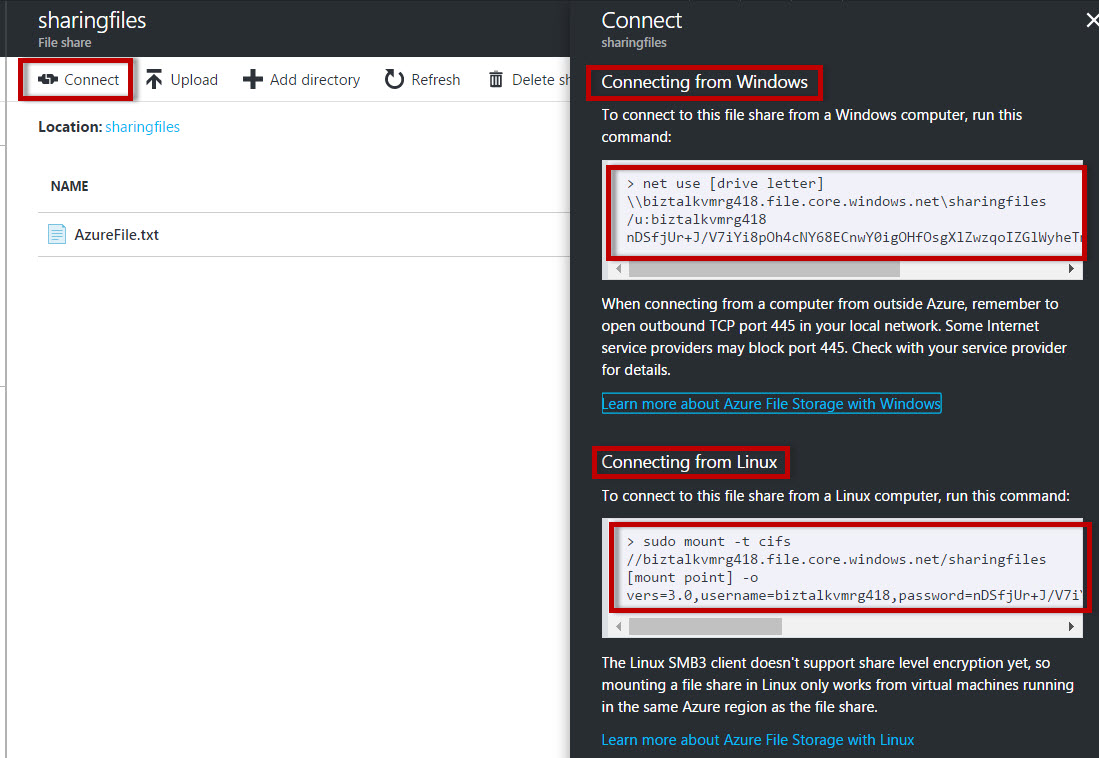 sharingfiles
File share
Connect
Upload
Add directory
Refresh
Delete sh
Location: sharingfiles
NAME
AzureFile.txt
Connect
sharingfiles
Connecting from Windows
To connect to this file share from a Windows computer, run this
command:
> net use [drive letter]
\\biztalkvmrg418.file.core.windows.net\sharingfiles
/u:biztalkvmrg418
nDSfjUr+J/V7iYi8pOh4cNY68ECnwY0igOHfOsgXlZwzqoIZGlWyheT
When connecting from a computer from outside Azure, remember to
open outbound TCP port 445 in your local network. Some Internet
service providers may block port 445. Check with your service provider
for details.
Learn more about Azure File Storage with Windows
Connecting from Linux
To connect to this file share from a Linux computer, run this command:
> sudo mount -t cifs
//biztalkvmrg418.file.core.windows.net/sharingfiles
[mount point] -o
vers=3.0,username=biztalkvmrg418,password=nDSfjUr+J/V7i
The Linux SMB3 client doesn't support share level encryption yet, so
mounting a file share in Linux only works from virtual machines running
in the same Azure region as the file share.
Learn more about Azure File Storage with Linux